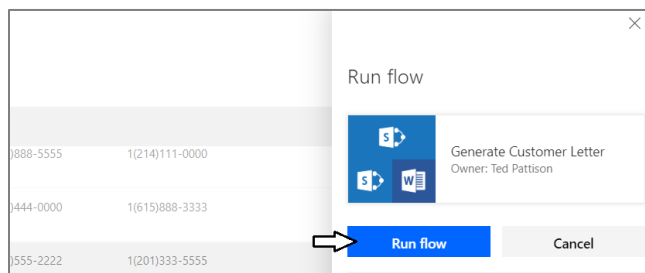 Run flow
Generate Customer Letter
Owner: Ted Pattison
)888-5555 1(214)111-0000
)444-0000 1(615)888-3333
)555-2222 1(201)333-5555
Run flow Cancel
S
S
W